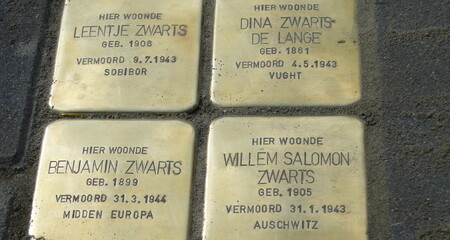 HIER WOONDE
LEENTJE ZWARTS
GEB. 1908
VERMOORD 9.7.1943
SOBIBOR
HIER WOONDE
DINA ZWARTS
DE LANGE
GEB. 1861
VERMOORD 4.5.1943
VUGHT
HIER WOONDE
BENJAMIN ZWARTS
GEB. 1899
VERMOORD 31.3.1944
MIDDEN EUROPA
HIER WOONDE
WILLEM SALOMON
ZWARTS
GEB. 1905
VERMOORD 31.1.1943
AUSCHWITZ